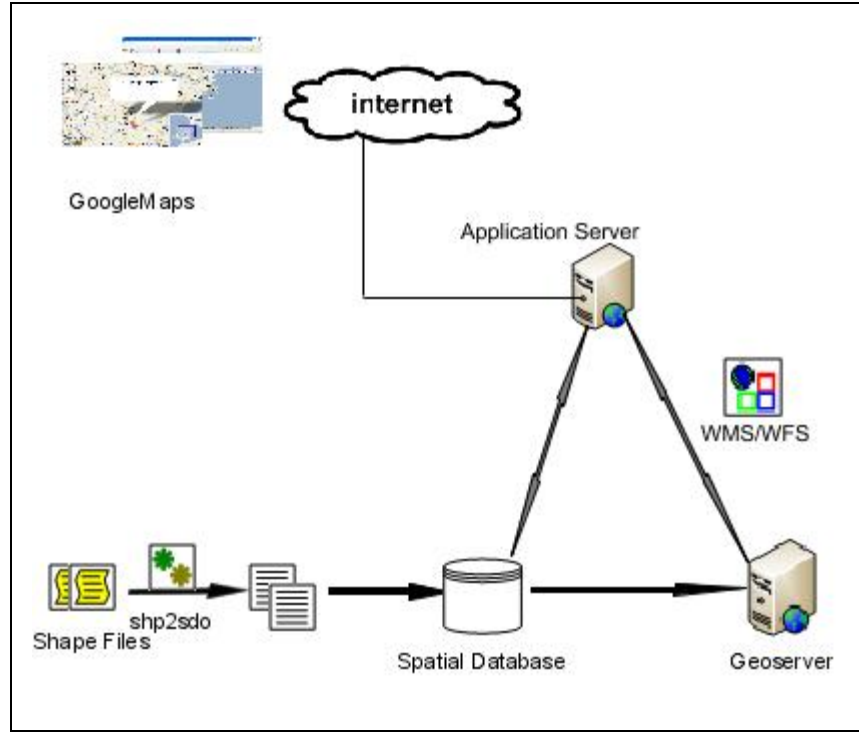 internet
GoogleMaps
Application Server
WMS/WFS
shp2sdo
Shape Files
Spatial Database
Geoserver